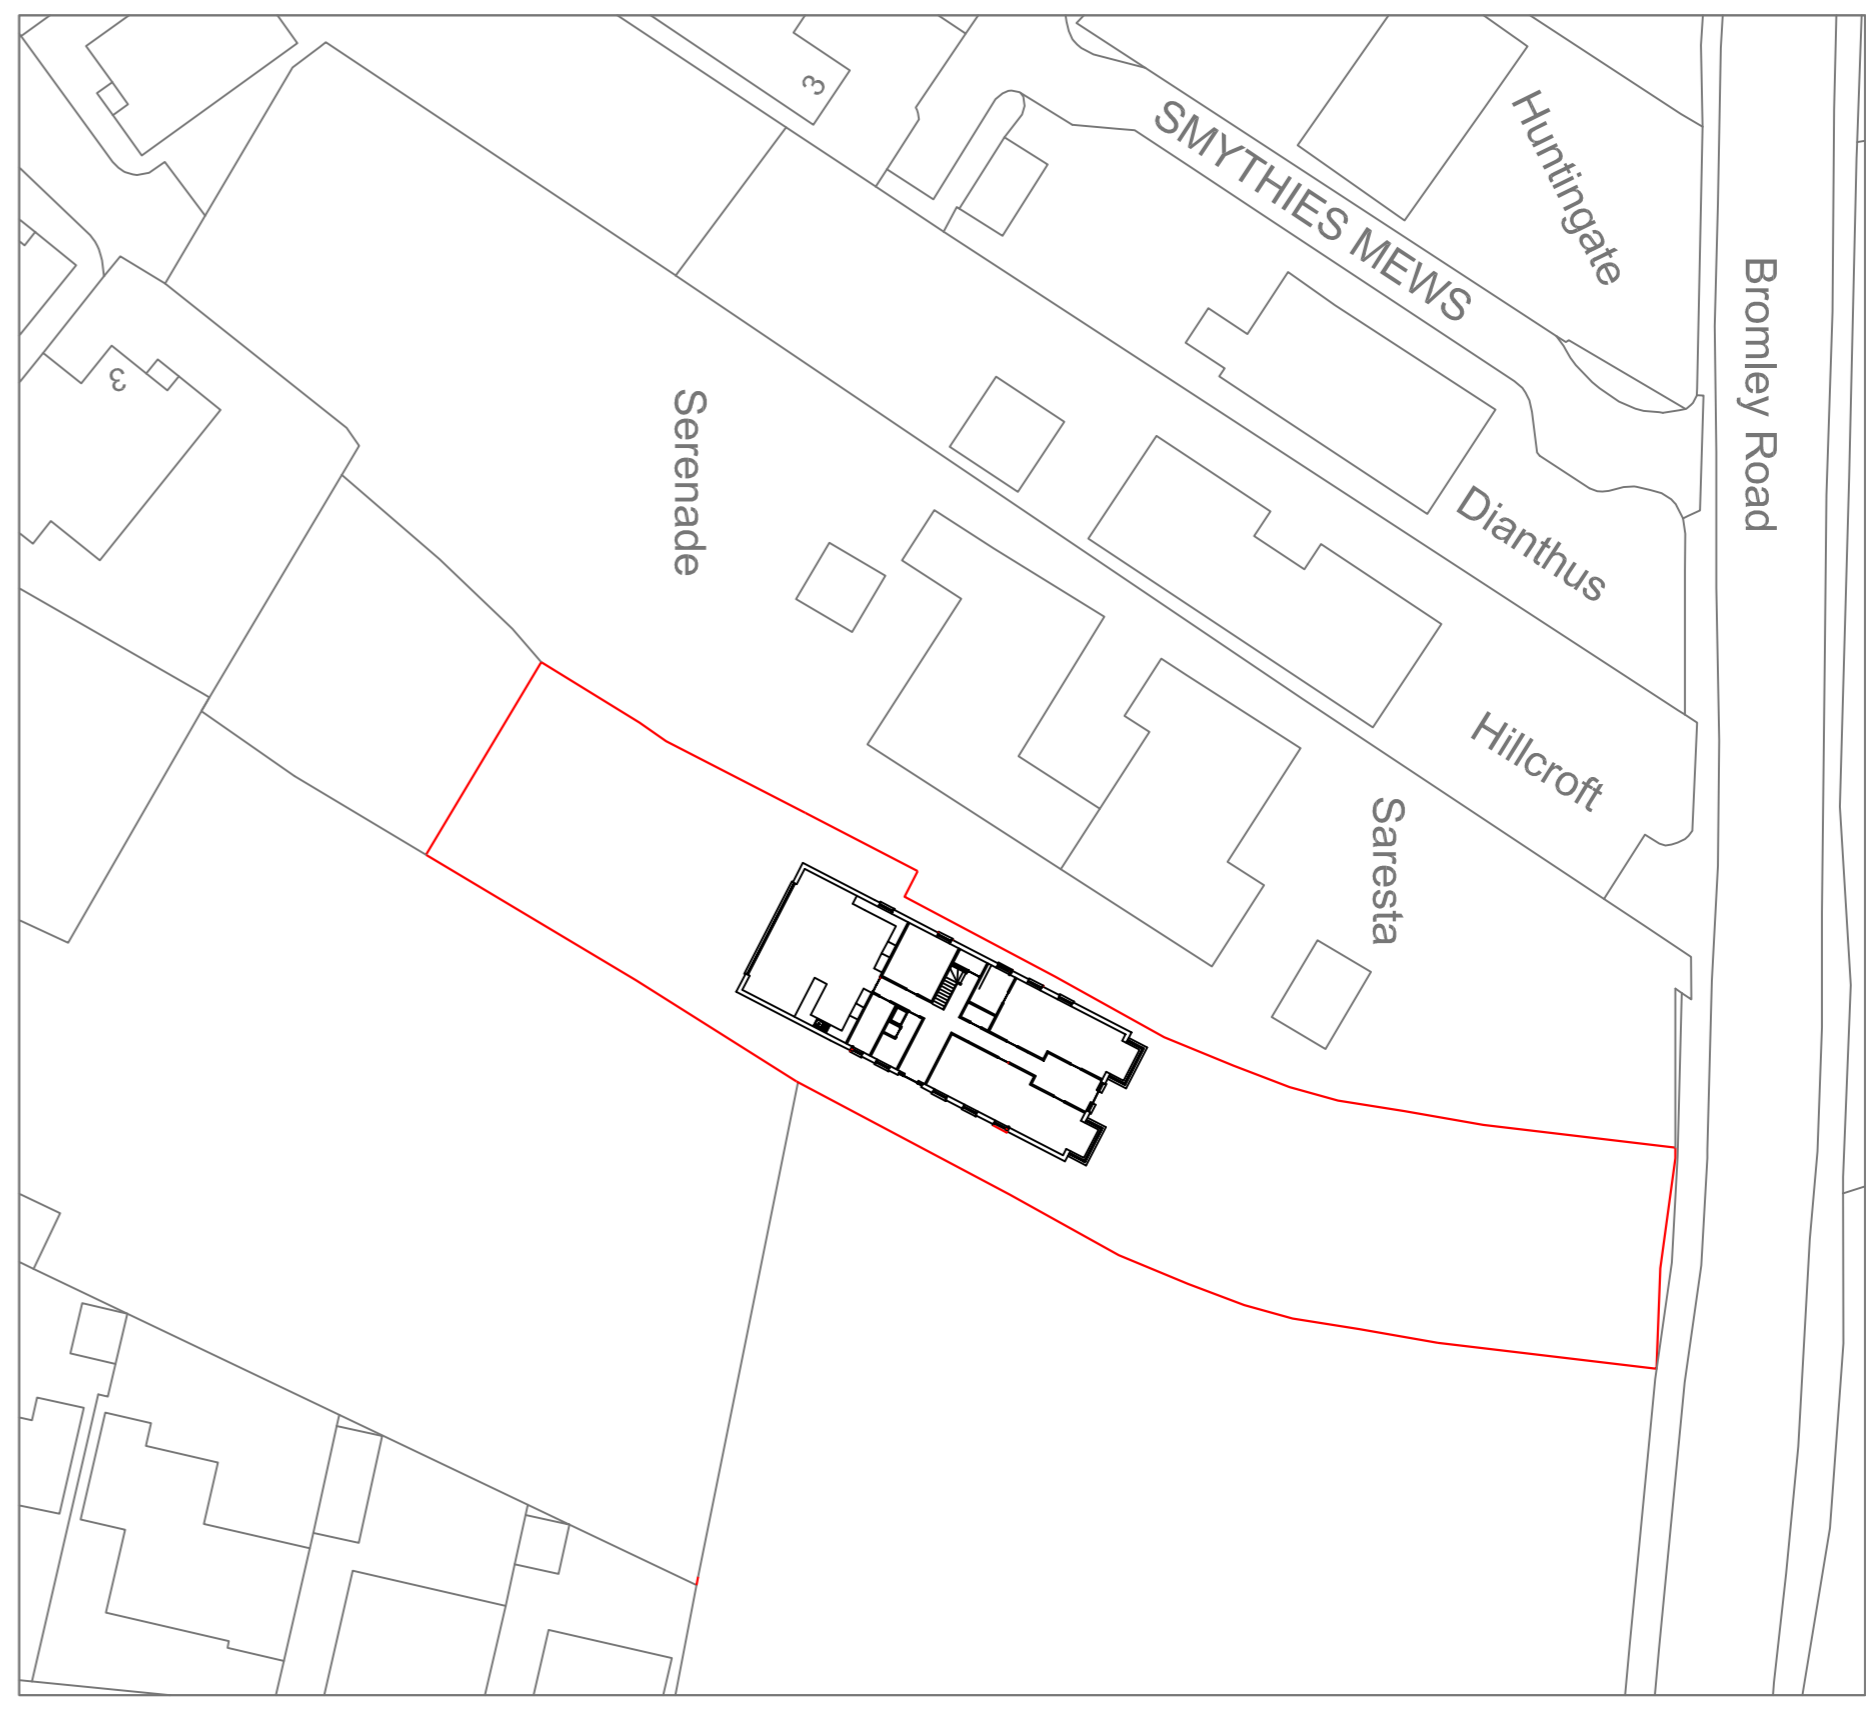 3
SMYTHIES MEWS
Huntingate
Bromley Road
3
Serenade
Dianthus
Hillcroft
Saresta